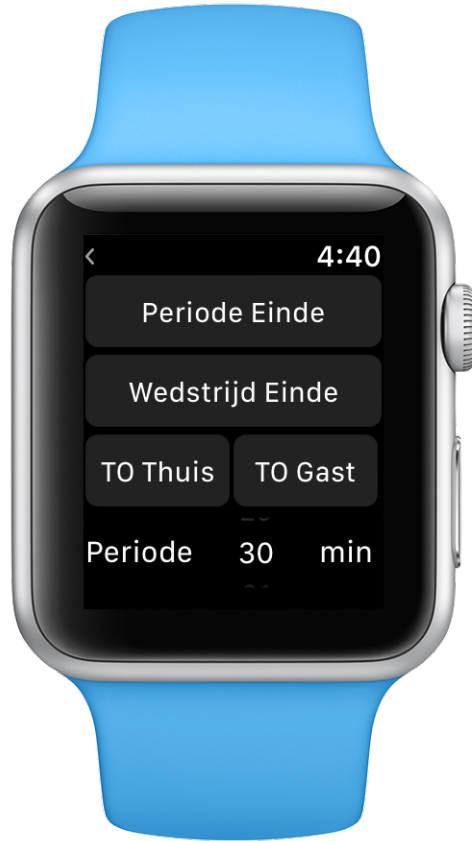 4:40
Periode Einde
Wedstrijd Einde
TO Thuis TO Gast
Periode 30 min